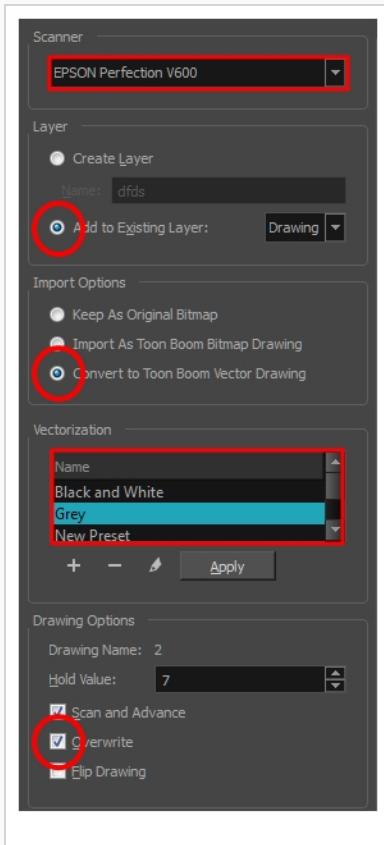 Scanner
EPSON Perfection V600
Layer
Create Layer
Name: dfds
Add to Existing Layer: Drawing
Import Options
Keep As Original Bitmap
Import As Toon Boom Bitmap Drawing
Convert to Toon Boom Vector Drawing
Vectorization
Name
Black and White
Grey
New Preset
+ − Apply
Drawing Options
Drawing Name: 2
Hold Value: 7
Scan and Advance
Overwrite
Flip Drawing